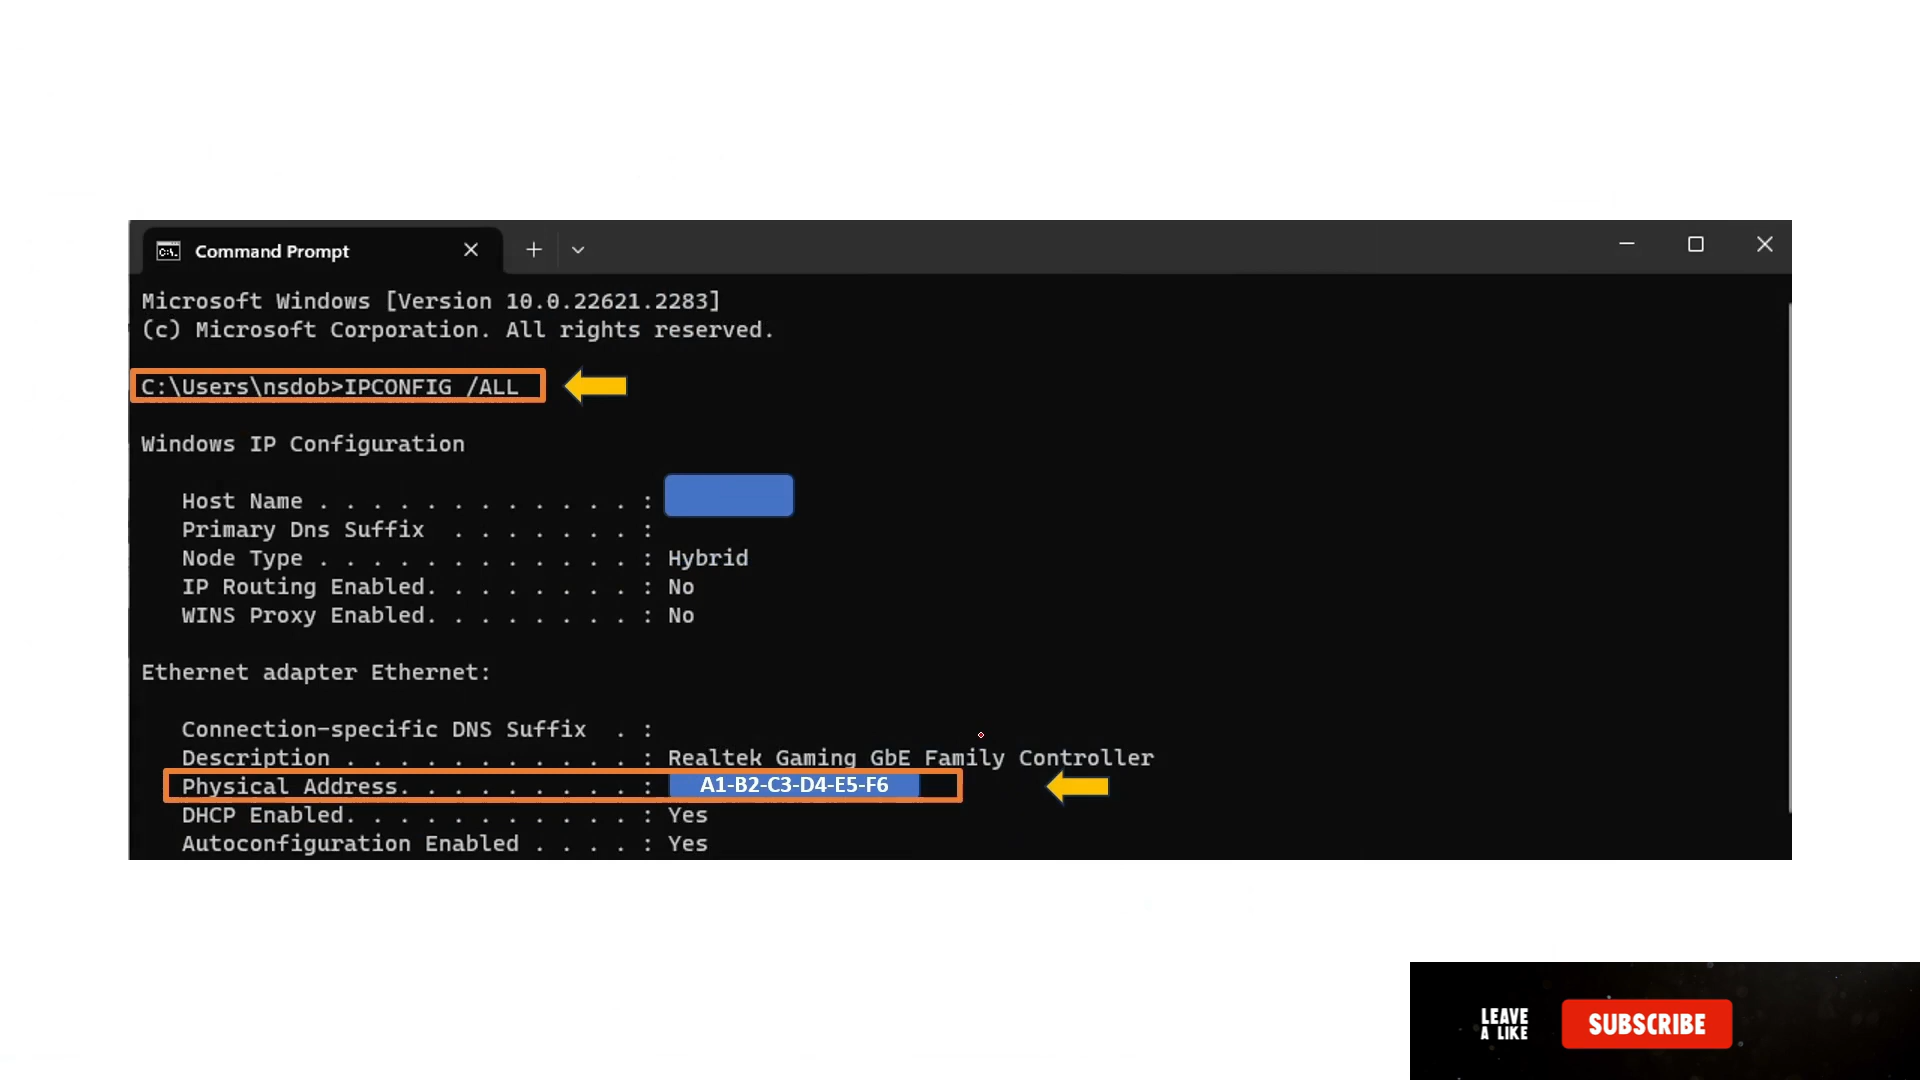 Command Prompt
Microsoft Windows [Version 10.0.22621.2283]
(c) Microsoft Corporation. All rights reserved.
C:\Users\nsdob>IPCONFIG /ALL
Windows IP Configuration
Host Name . . . . . . . . . . . . :
Primary Dns Suffix  . . . . . . . :
Node Type . . . . . . . . . . . . : Hybrid
IP Routing Enabled. . . . . . . . : No
WINS Proxy Enabled. . . . . . . . : No
Ethernet adapter Ethernet:
Connection-specific DNS Suffix  . :
Description . . . . . . . . . . . : Realtek Gaming GbE Family Controller
Physical Address. . . . . . . . . : A1-B2-C3-D4-E5-F6
DHCP Enabled. . . . . . . . . . . : Yes
Autoconfiguration Enabled . . . . : Yes
LEAVE
A LIKE
SUBSCRIBE